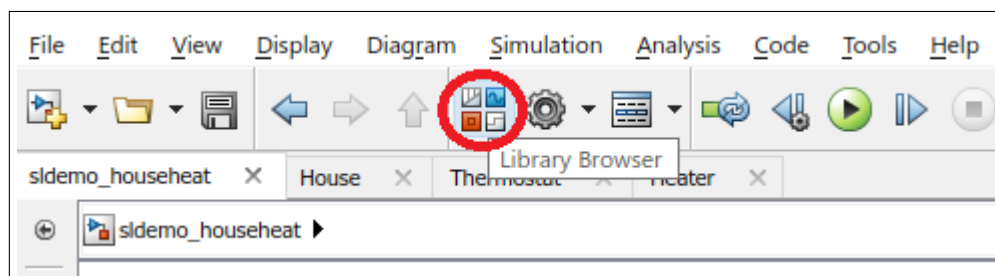 File Edit View Display Diagram Simulation Analysis Code Tools Help
Library Browser
sldemo_househeat House Thermostat Heater
sldemo_househeat